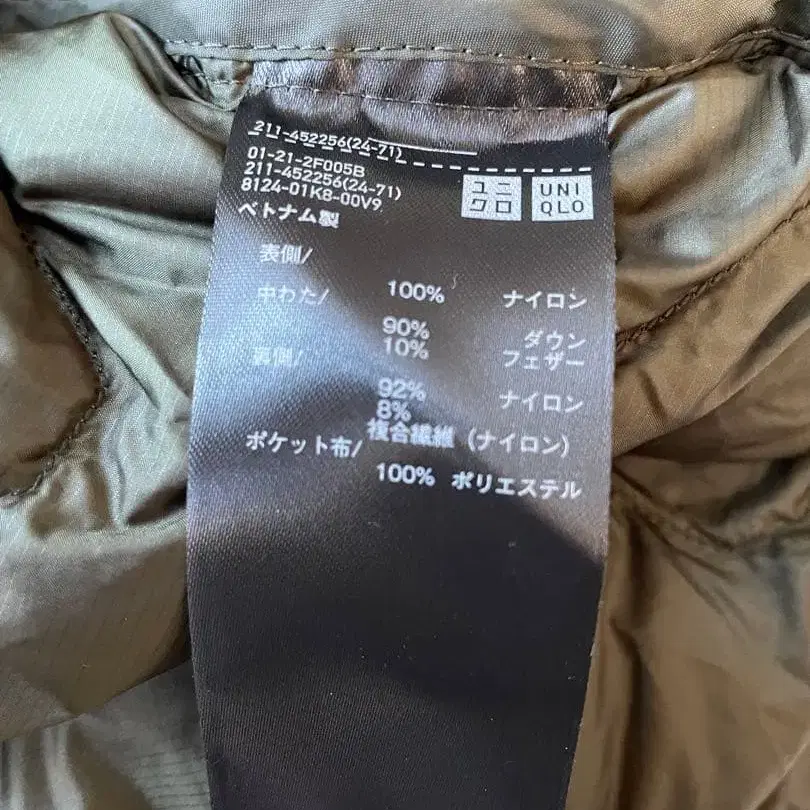 211-452256(24-71)
01-21-2F005B
211-452256(24-71)
8124-01K8-00V9
ユニクロ
UNIQLO
ベトナム製
表側/
100% ナイロン
中わた/
90% ダウン
10% フェザー
裏側/
92% ナイロン
8%
複合繊維 (ナイロン)
ポケット布/
100% ポリエステル